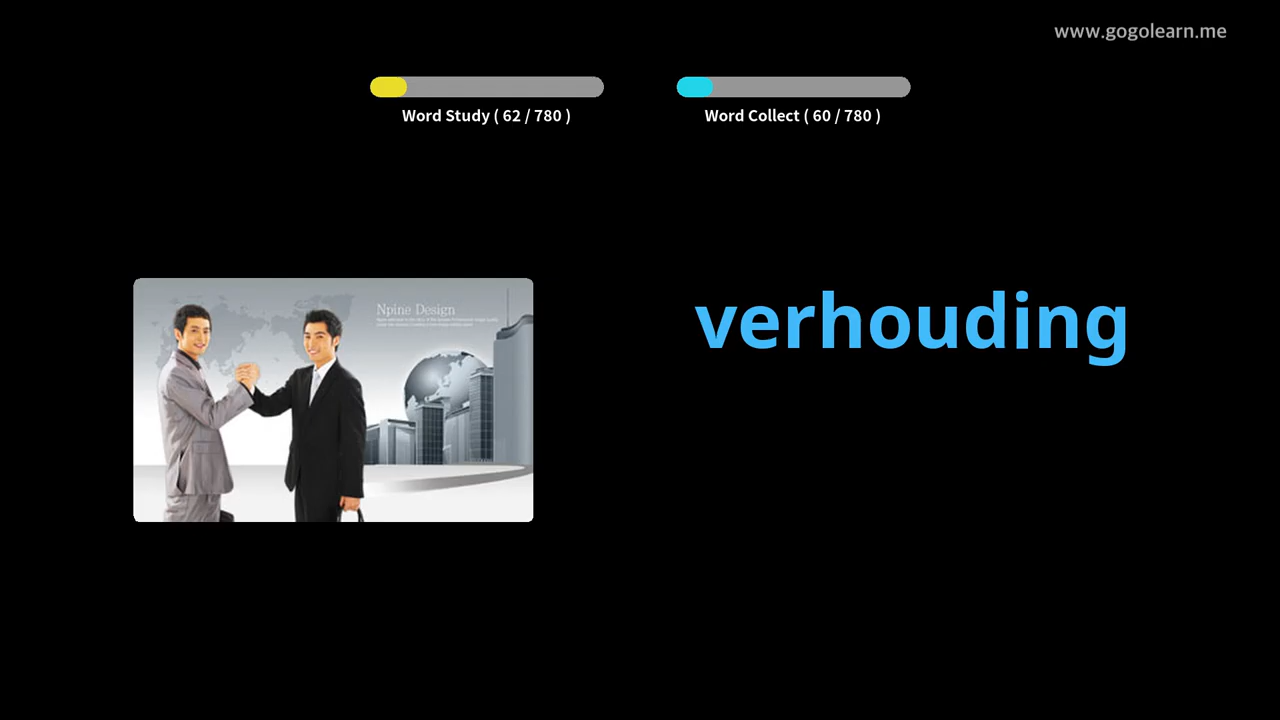 www.gogolearn.me
Word Study ( 62 / 780 )
Word Collect ( 60 / 780 )
Npine Design
verhouding